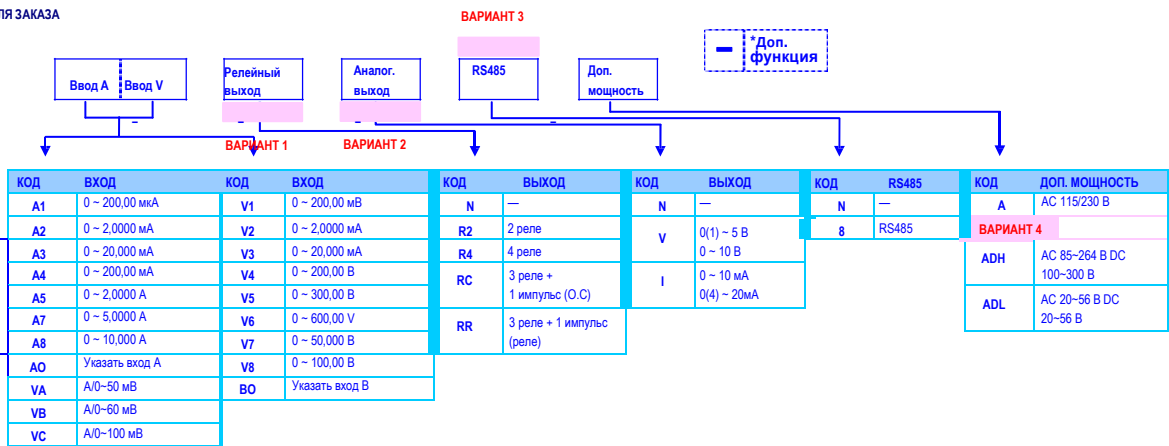 ЛЯ ЗАКАЗА
ВАРИАНТ 3
*Доп.
функция
Ввод А Ввод V
Релейный
выход
Аналог.
выход
RS485
Доп.
мощность
ВАРИАНТ 1
ВАРИАНТ 2
КОД ВХОД КОД ВХОД КОД ВЫХОД КОД ВЫХОД КОД RS485 КОД ДОП. МОЩНОСТЬ
A1 0 ~ 200,00 мкА V1 0 ~ 200,00 мВ N — N — N — A AC 115/230 В
A2 0 ~ 2,0000 мА V2 0 ~ 2,0000 мА R2 2 реле V 0(1) ~ 5 В 8 RS485 ВАРИАНТ 4
0 ~ 10 В
A3 0 ~ 20,000 мА V3 0 ~ 20,000 мА R4 4 реле ADH AC 85~264 В DC
100~300 В
A4 0 ~ 200,00 мА V4 0 ~ 200,00 В RC 3 реле + I 0 ~ 10 мА
1 импульс (О.С) 0(4) ~ 20мА
A5 0 ~ 2,0000 А V5 0 ~ 300,00 В ADL AC 20~56 В DC
20~56 В
A7 0 ~ 5,0000 А V6 0 ~ 600,00 V RR 3 реле + 1 импульс
(реле)
A8 0 ~ 10,000 А V7 0 ~ 50,000 В
AO Указать вход А V8 0 ~ 100,00 В
VA А/0~50 мВ BO Указать вход В
VB А/0~60 мВ
VC А/0~100 мВ